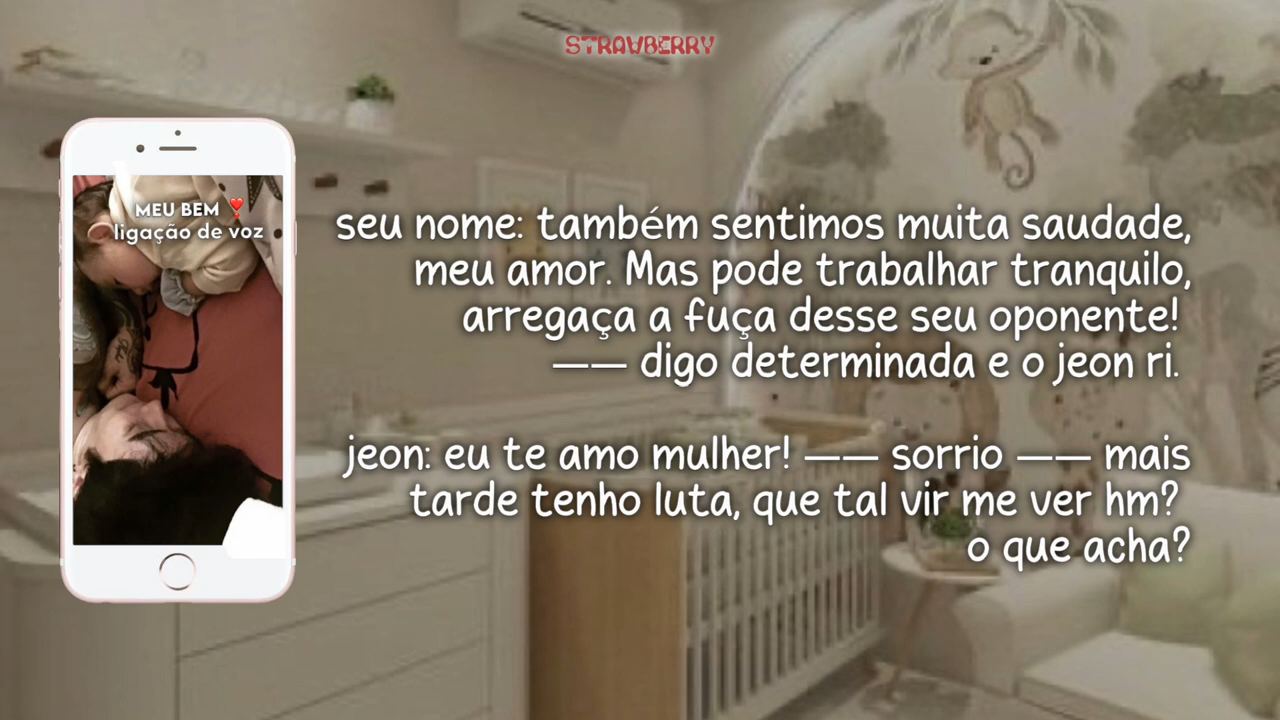 STRAWBERRY
MEU BEM ❣️
ligação de voz
seu nome: também sentimos muita saudade,
meu amor. Mas pode trabalhar tranquilo,
arregaça a fuça desse seu oponente!
—— digo determinada e o jeon ri.
jeon: eu te amo mulher! —— sorrio —— mais
tarde tenho luta, que tal vir me ver hm?
o que acha?